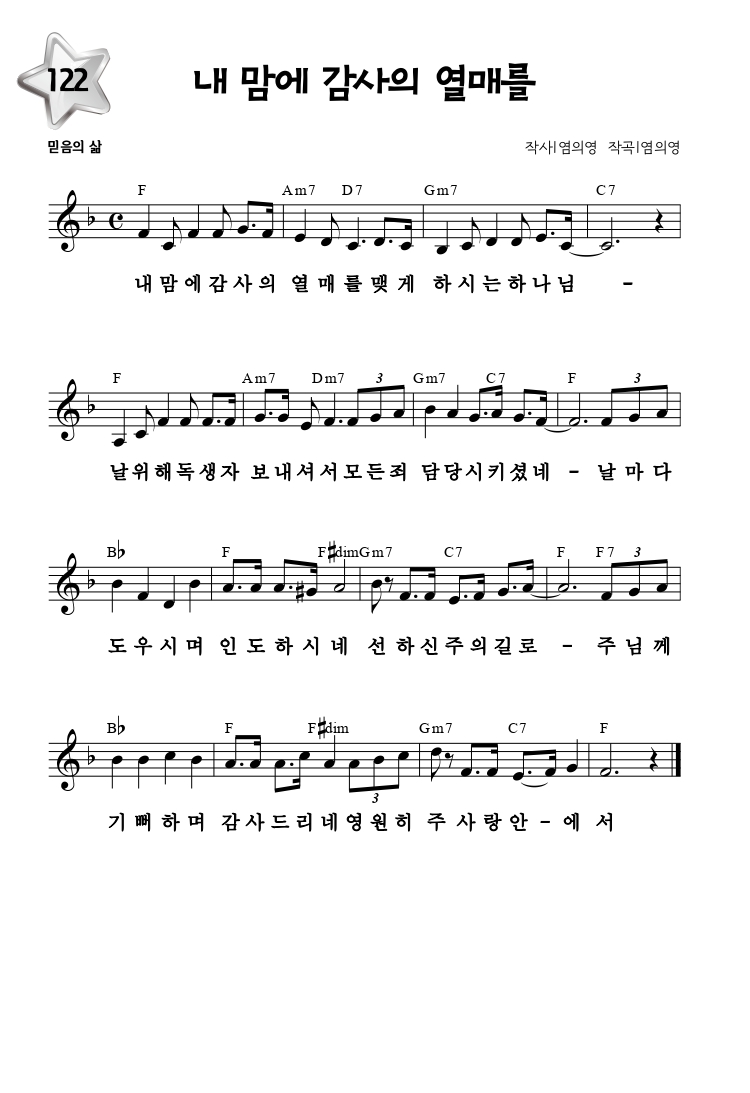 122
내 맘에 감사의 열매를
믿음의 삶
작사|염의영 작곡|염의영
F Am7 D7 Gm7 C7
내 맘 에 감 사 의 열 매 를 맺 게 하 시 는 하 나 님 -
F Am7 Dm7 Gm7 C7 F
3 3
날 위 해 독 생 자 보 내 셔 서 모 든 죄 담 당 시 키 셨 네 - 날 마 다
B♭ F F♯dim Gm7 C7 F F7
3
도 우 시 며 인 도 하 시 네 선 하 신 주 의 길 로 - 주 님 께
B♭ F F♯dim Gm7 C7 F
3
기 뻐 하 며 감 사 드 리 네 영 원 히 주 사 랑 안 - 에 서